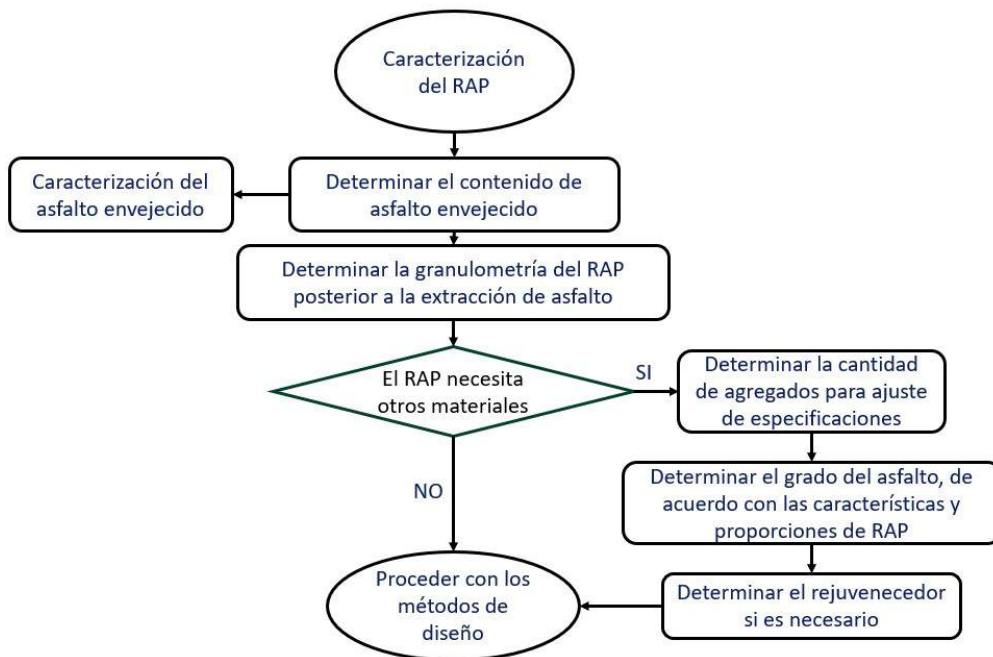 Caracterización
del RAP
Caracterización del
asfalto envejecido
Determinar el contenido de
asfalto envejecido
Determinar la granulometría del RAP
posterior a la extracción de asfalto
El RAP necesita
otros materiales
SI
Determinar la cantidad
de agregados para ajuste
de especificaciones
Determinar el grado del asfalto, de
acuerdo con las características y
proporciones de RAP
NO
Proceder con los
métodos de
diseño
Determinar el rejuvenecedor
si es necesario